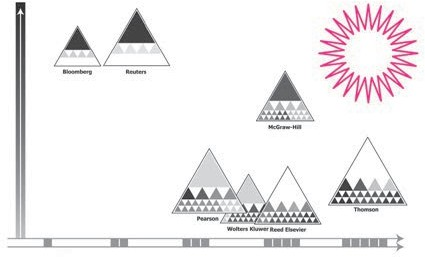 Bloomberg
Reuters
McGraw-Hill
Pearson
Wolters Kluwer
Reed Elsevier
Thomson